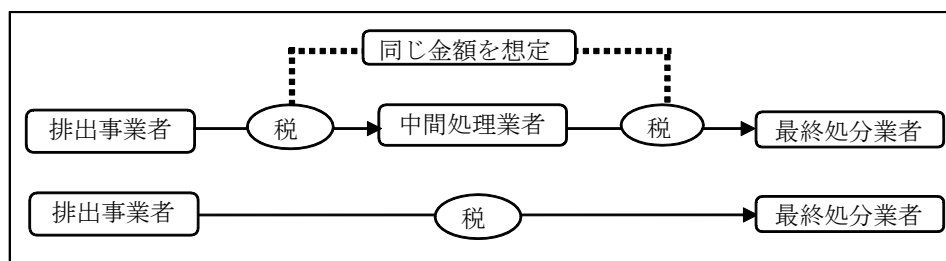 同じ金額を想定
排出事業者
税
中間処理業者
税
最終処分業者
排出事業者
税
最終処分業者